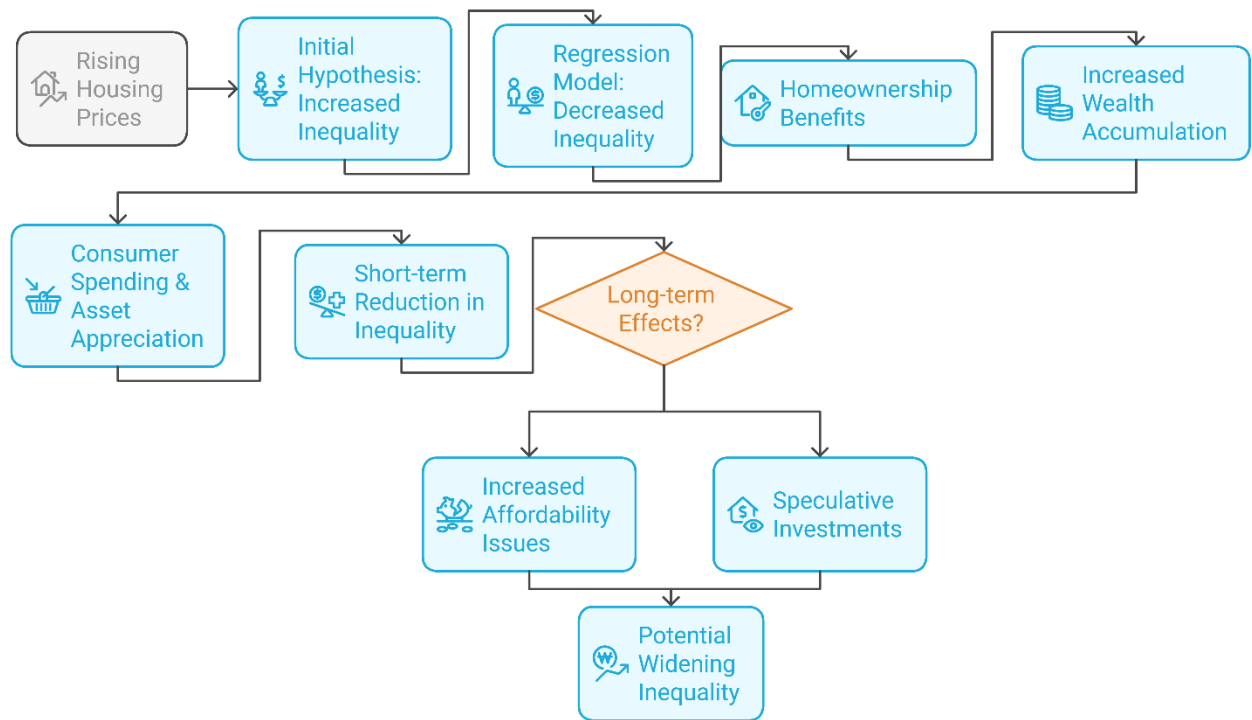 Rising
Housing
Prices
Initial
Hypothesis:
Increased
Inequality
Regression
Model:
Decreased
Inequality
Homeownership
Benefits
Increased
Wealth
Accumulation
Consumer
Spending &
Asset
Appreciation
Short-term
Reduction in
Inequality
Long-term
Effects?
Increased
Affordability
Issues
Speculative
Investments
Potential
Widening
Inequality